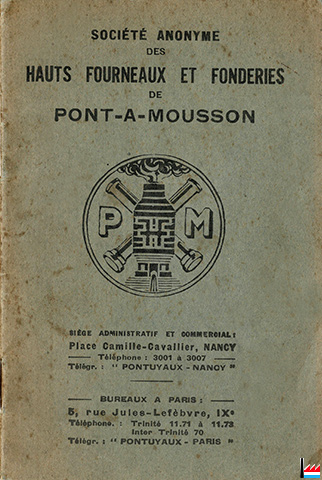 SOCIÉTÉ ANONYME
DES
HAUTS FOURNEAUX ET FONDERIES
DE
PONT-A-MOUSSON
P M
SIÈGE ADMINISTRATIF ET COMMERCIAL:
Place Camille-Cavallier, NANCY
Téléphone : 3001 à 3007
Télégr. : " PONTUYAUX - NANCY "
BUREAUX A PARIS :
5, rue Jules-Lefèbvre, IXe
Téléphone. : Trinité 11.71 à 11.73
Inter Trinité 70
Télégr. : " PONTUYAUX - PARIS "